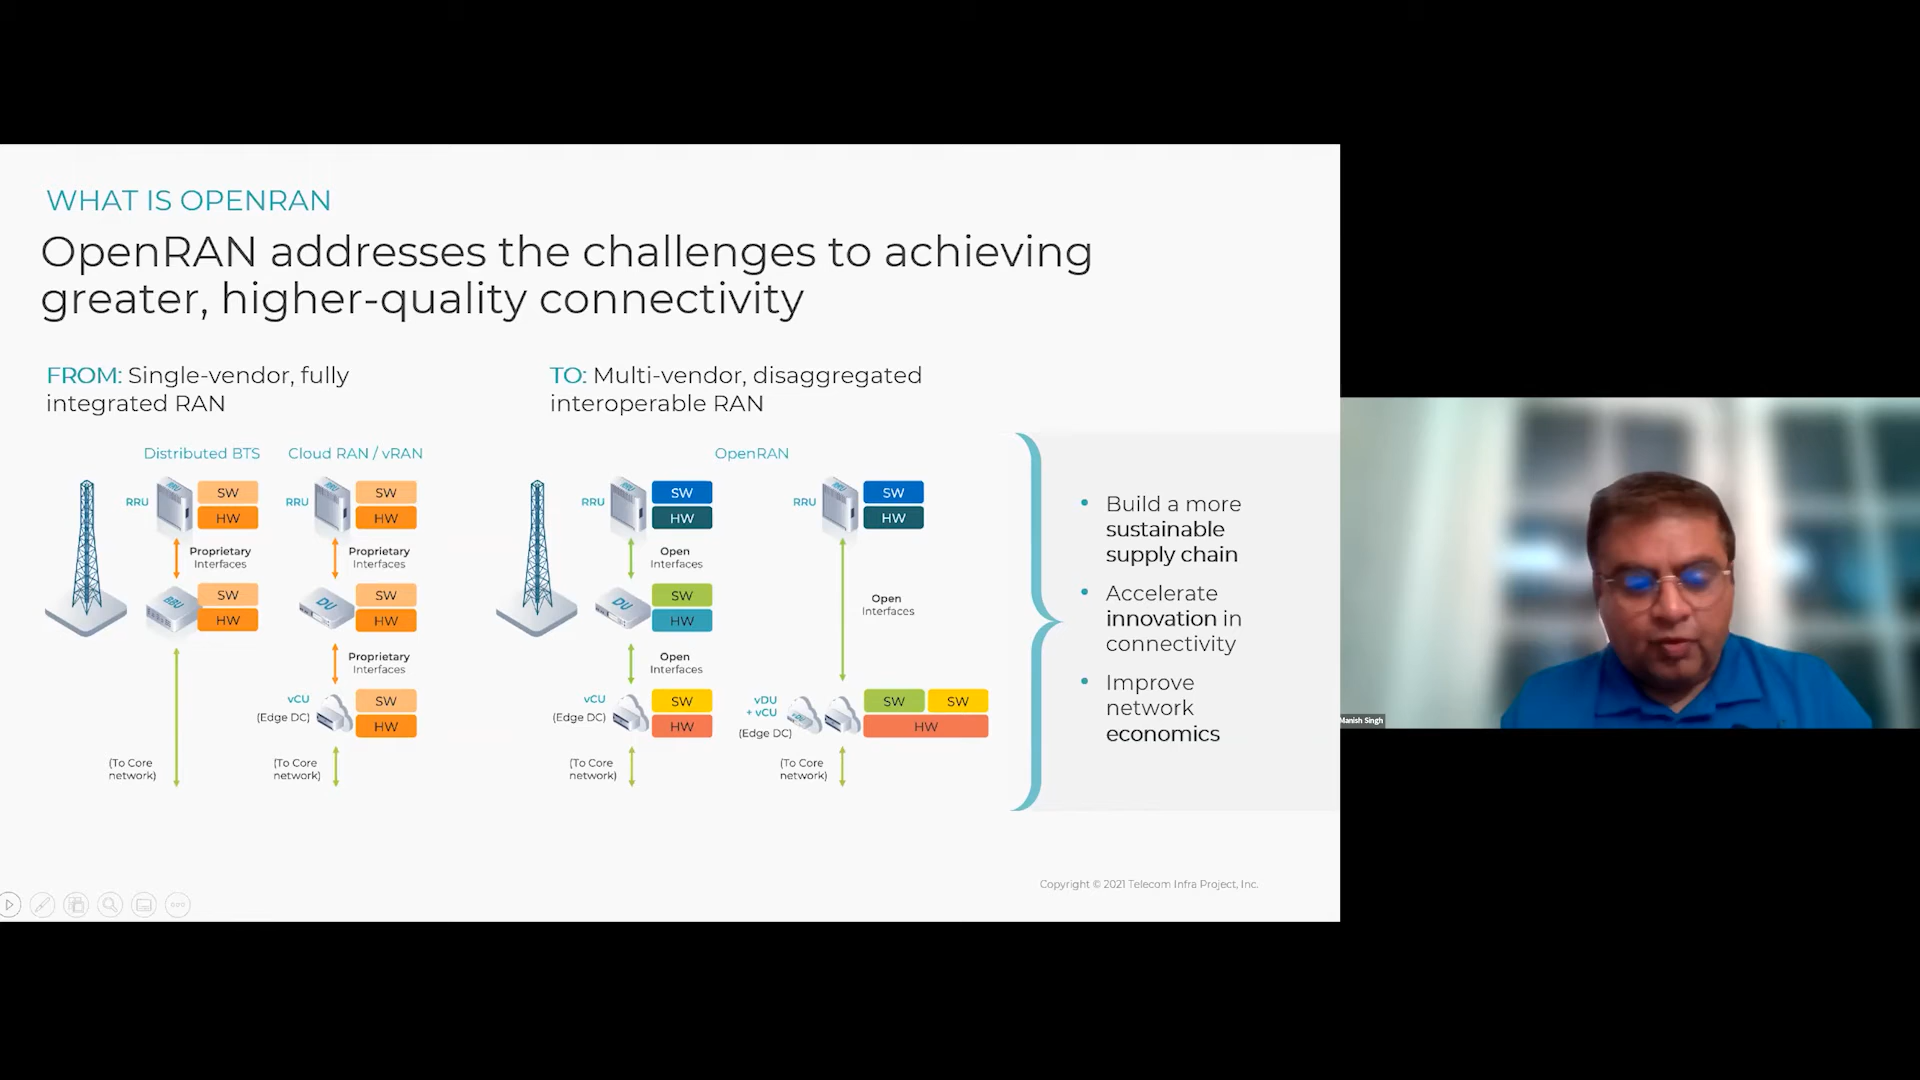 WHAT IS OPENRAN
OpenRAN addresses the challenges to achieving
greater, higher-quality connectivity
FROM: Single-vendor, fully
integrated RAN
TO: Multi-vendor, disaggregated
interoperable RAN
Distributed BTS
Cloud RAN / vRAN
OpenRAN
RRU
SW
HW
RRU
SW
HW
RRU
SW
HW
RRU
SW
HW
Proprietary
Interfaces
Proprietary
Interfaces
Open
Interfaces
Open
Interfaces
BBU
SW
HW
DU
SW
HW
DU
SW
HW
Proprietary
Interfaces
Open
Interfaces
vCU
(Edge DC)
SW
HW
vCU
(Edge DC)
SW
HW
vDU
+ vCU
(Edge DC)
SW
SW
HW
(To Core
network)
(To Core
network)
(To Core
network)
(To Core
network)
• Build a more
sustainable
supply chain
• Accelerate
innovation in
connectivity
• Improve
network
economics
Copyright © 2021 Telecom Infra Project, Inc.
Manish Singh